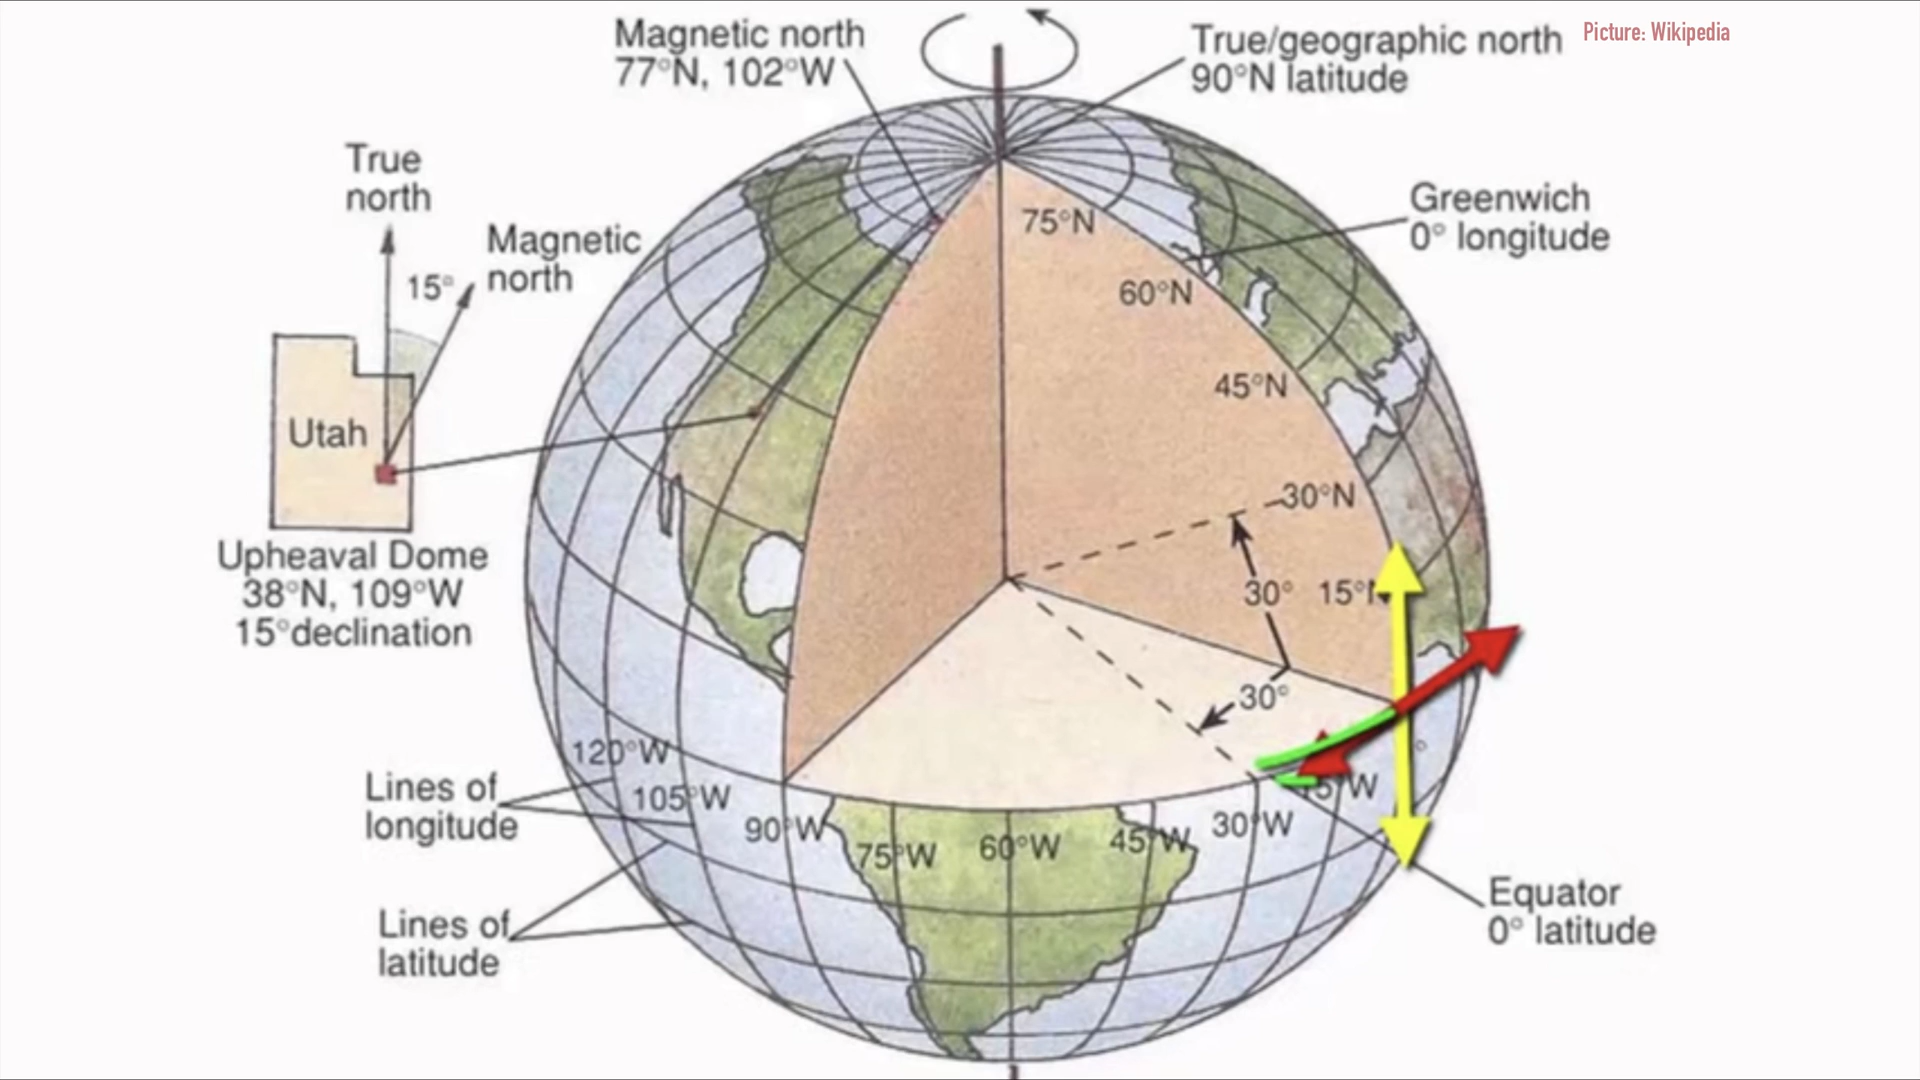 Magnetic north
77°N, 102°W
True/geographic north
90°N latitude
Picture: Wikipedia
True
north
Magnetic
north
15°
Greenwich
0° longitude
75°N
60°N
45°N
30°N
30°
15°N
30°
Utah
Upheaval Dome
38°N, 109°W
15°declination
120°W
105°W
90°W
75°W
60°W
45°W
30°W
15°W
Lines of
longitude
Lines of
latitude
Equator
0° latitude